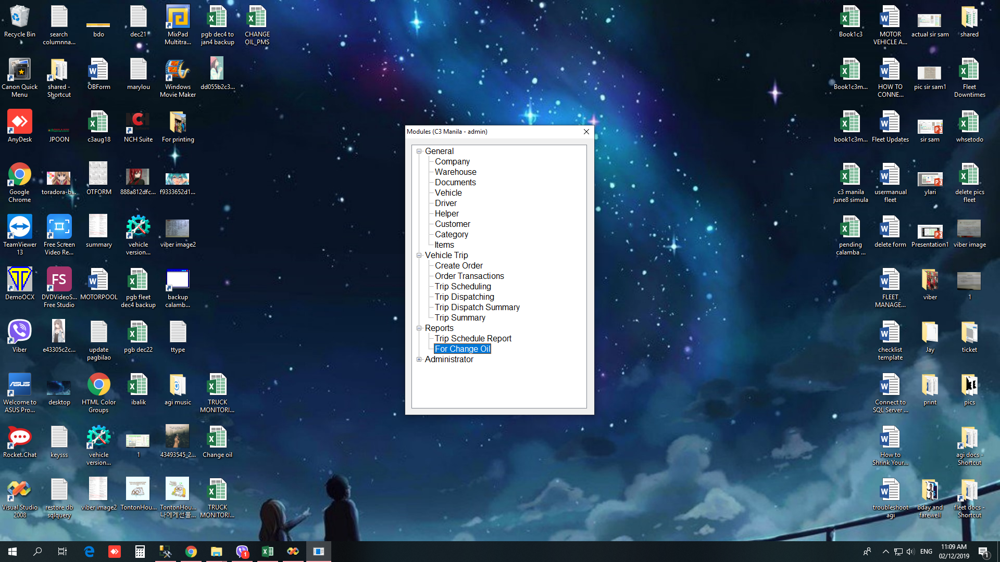 Recycle Bin
search
columnna...
bdo
dec21
MixPad
Multitra...
pgb dec4 to
jan4 backup
CHANGE
OIL_PMS
Canon Quick
Menu
shared -
Shortcut
OBForm
marylou
Windows
Movie Maker
dd055b2c3...
AnyDesk
JPOON
c3aug18
NCH Suite
For printing
Google
Chrome
toradora-b...
OTFORM
888a812dfc...
f9333652d1...
TeamViewer
13
Free Screen
Video Re...
summary
vehicle
version...
viber image2
DemoOCX
FS
DVDVideoS...
Free Studio
MOTORPOOL
pgb fleet
dec4 backup
backup
calamb...
Viber
e43305c2c...
update
pagbilao
pgb dec22
ttype
Welcome to
ASUS Pro...
desktop
HTML Color
Groups
ibalik
agi music
TRUCK
MONITORI...
Rocket.Chat
keysss
vehicle
version...
1
43493545_2...
Change oil
Visual Studio
2008
restore db
sqlquery
viber image2
TontonHou...
TontonHou...
나에게선물...
TRUCK
MONITORI...
Modules (C3 Manila - admin)
General
Company
Warehouse
Documents
Vehicle
Driver
Helper
Customer
Category
Items
Vehicle Trip
Create Order
Order Transactions
Trip Scheduling
Trip Dispatching
Trip Dispatch Summary
Trip Summary
Reports
Trip Schedule Report
For Change Oil
Administrator
Book1c3
MOTOR
VEHICLE A...
actual sir sam
shared
Book1c3m...
HOW TO
CONNE...
pic sir sam1
Fleet
Downtimes
book1c3m...
Fleet Updates
sir sam
whsetodo
c3 manila
june8 simula
usermanual
fleet
ylari
delete pics
fleet
pending
calamba ...
delete form
Presentation1
viber image
FLEET
MANAGE...
viber
1
checklist
template
Jay
ticket
Connect to
SQL Server ...
print
pics
How to
Shrink Your...
agi docs -
Shortcut
troubleshoot
agi
bday and
farewell
fleet docs -
Shortcut
1
ENG
11:09 AM
02/12/2019
1